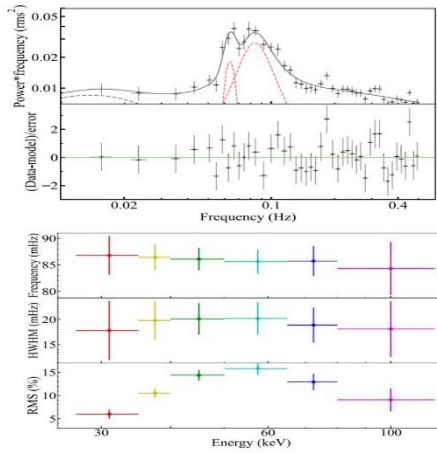 Power*frequency (rms²)
0.05
0.03
0.01
(Data-model)/error
2
0
−2
0.02
0.1
0.4
Frequency (Hz)
Frequency (mHz)
90
85
80
HWHM (mHz)
20
15
RMS (%)
15
10
5
30
60
100
Energy (keV)